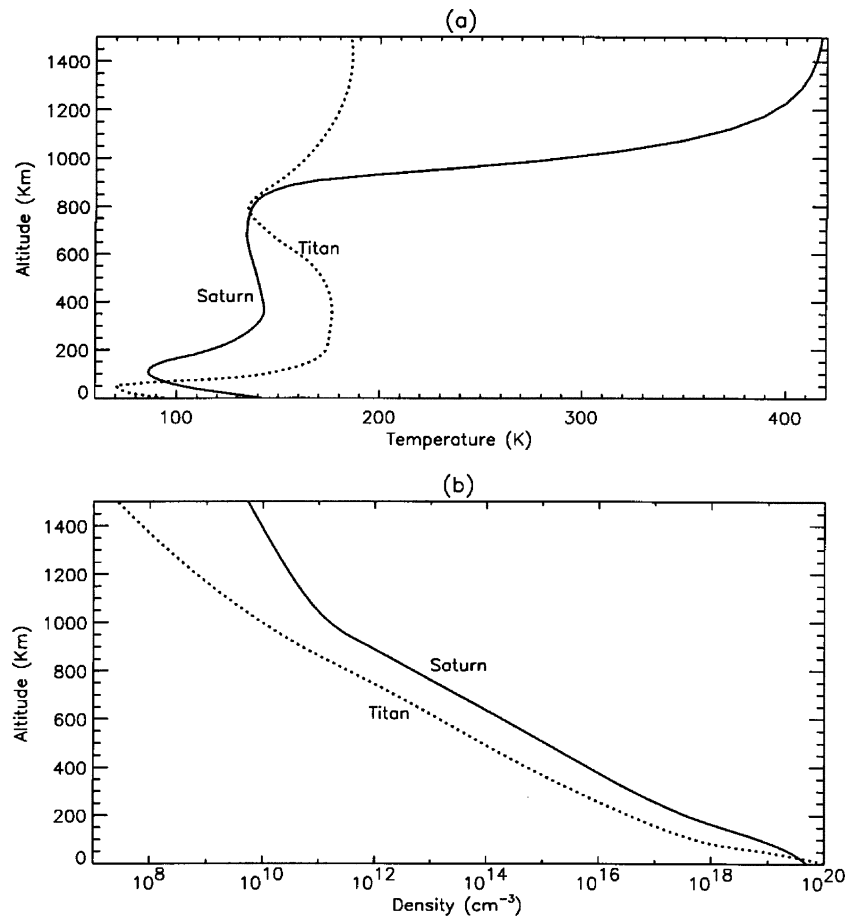 (a)
1400
1200
1000
800
600
400
200
0
Altitude (Km)
Titan
Saturn
100 200 300 400
Temperature (K)
(b)
1400
1200
1000
800
600
400
200
0
Altitude (Km)
Saturn
Titan
10^8 10^10 10^12 10^14 10^16 10^18 10^20
Density (cm^-3)